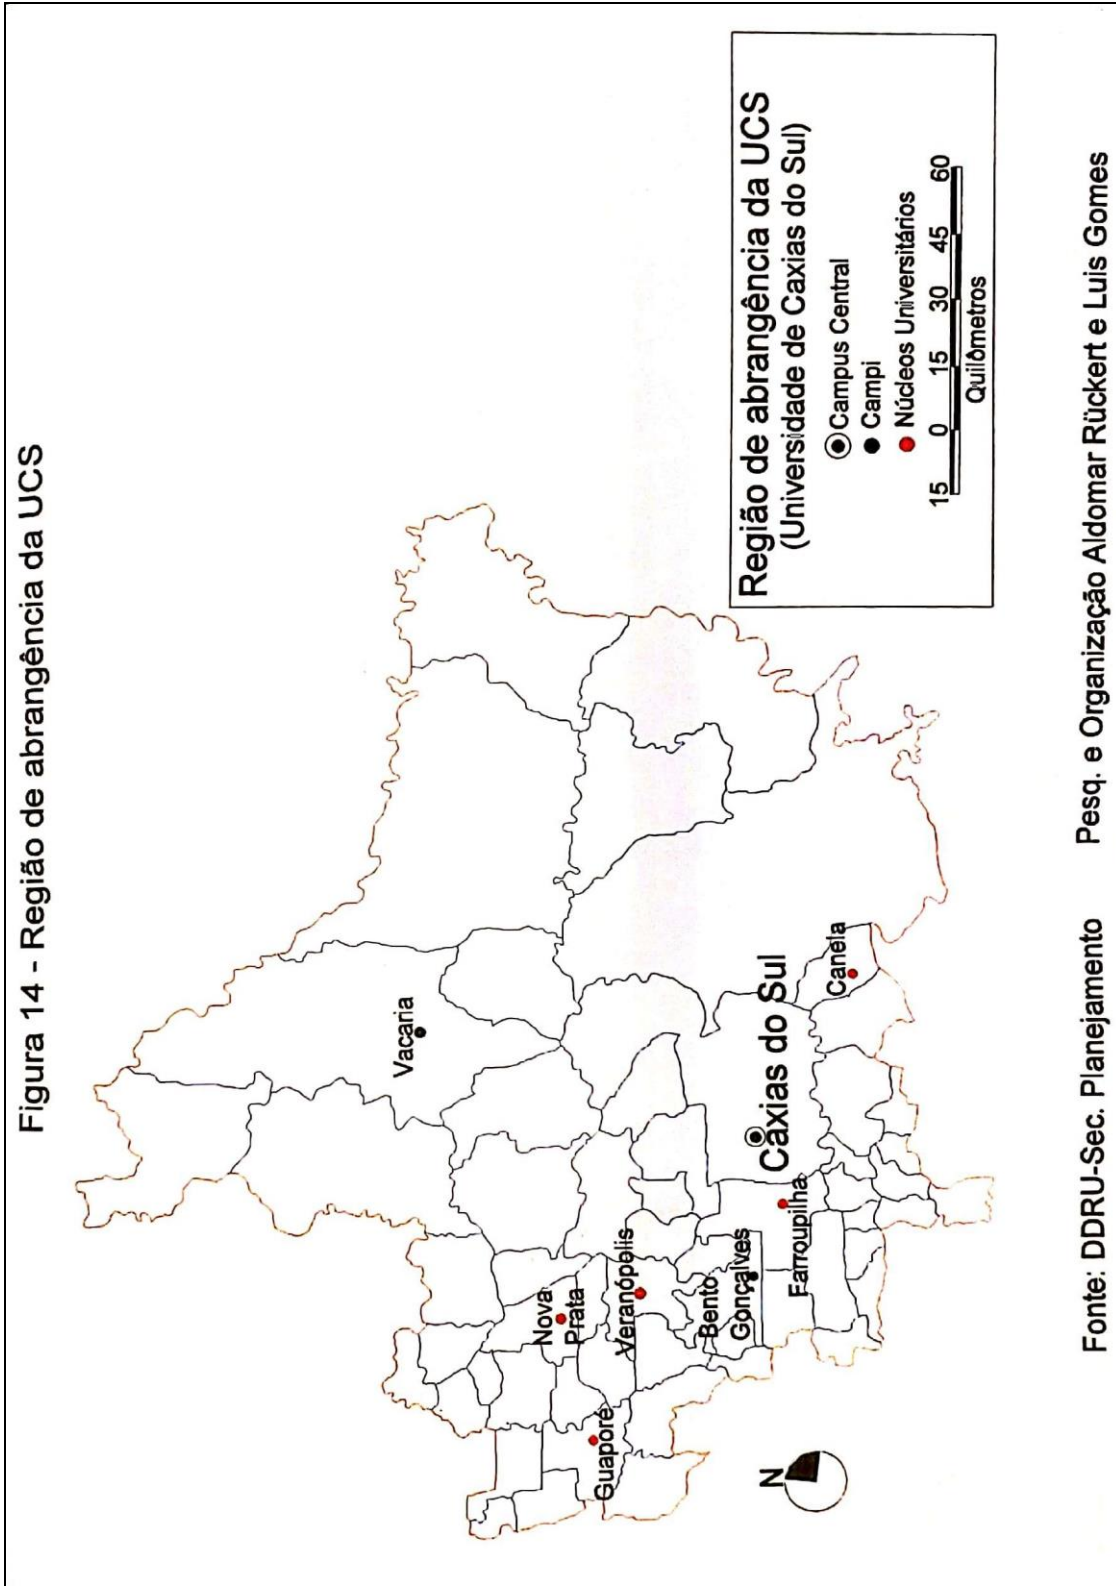 Figura 14 - Região de abrangência da UCS
Vacaria
Nova
Prata
Guaporé
Veranópolis
Bento
Gonçalves
Farroupilha
Caxias do Sul
Canela
N
Região de abrangência da UCS
(Universidade de Caxias do Sul)
Campus Central
Campi
Núcleos Universitários
15 0 15 30 45 60
Quilômetros
Fonte: DDRU-Sec. Planejamento Pesq. e Organização Aldomar Rückert e Luis Gomes